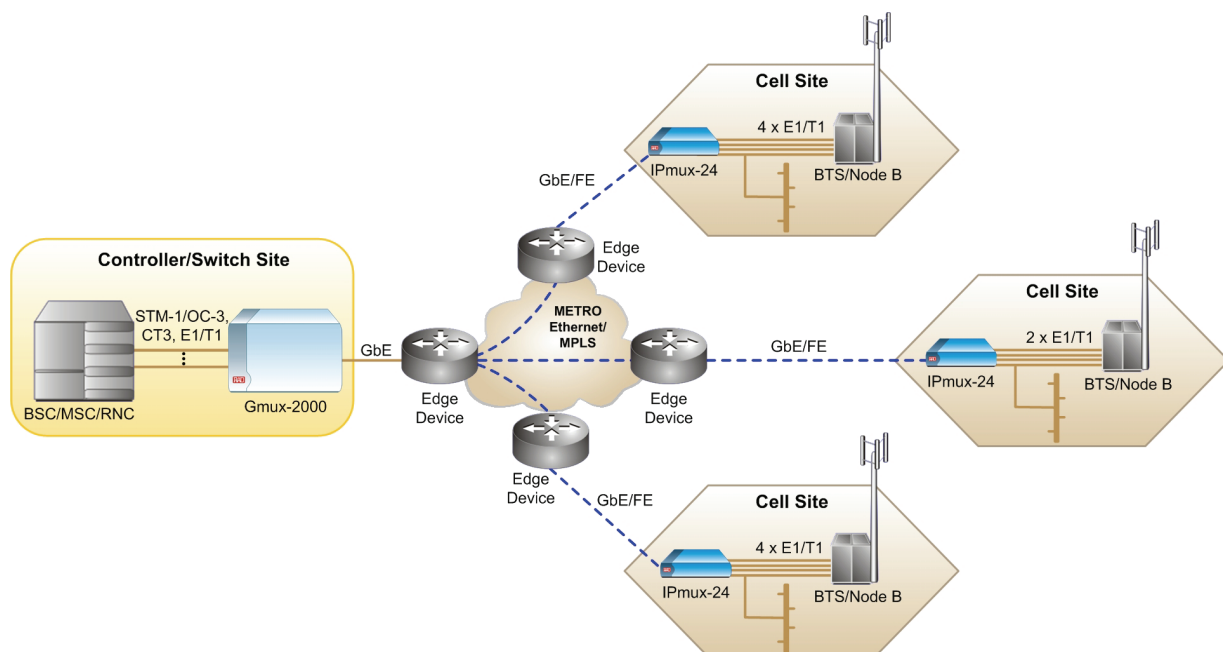 Cell Site
4 x E1/T1
IPmux-24
BTS/Node B
GbE/FE
Edge
Device
Controller/Switch Site
STM-1/OC-3,
CT3, E1/T1
BSC/MSC/RNC
Gmux-2000
GbE
Edge
Device
METRO
Ethernet/
MPLS
Edge
Device
GbE/FE
Cell Site
2 x E1/T1
IPmux-24
BTS/Node B
Edge
Device
GbE/FE
Cell Site
4 x E1/T1
IPmux-24
BTS/Node B